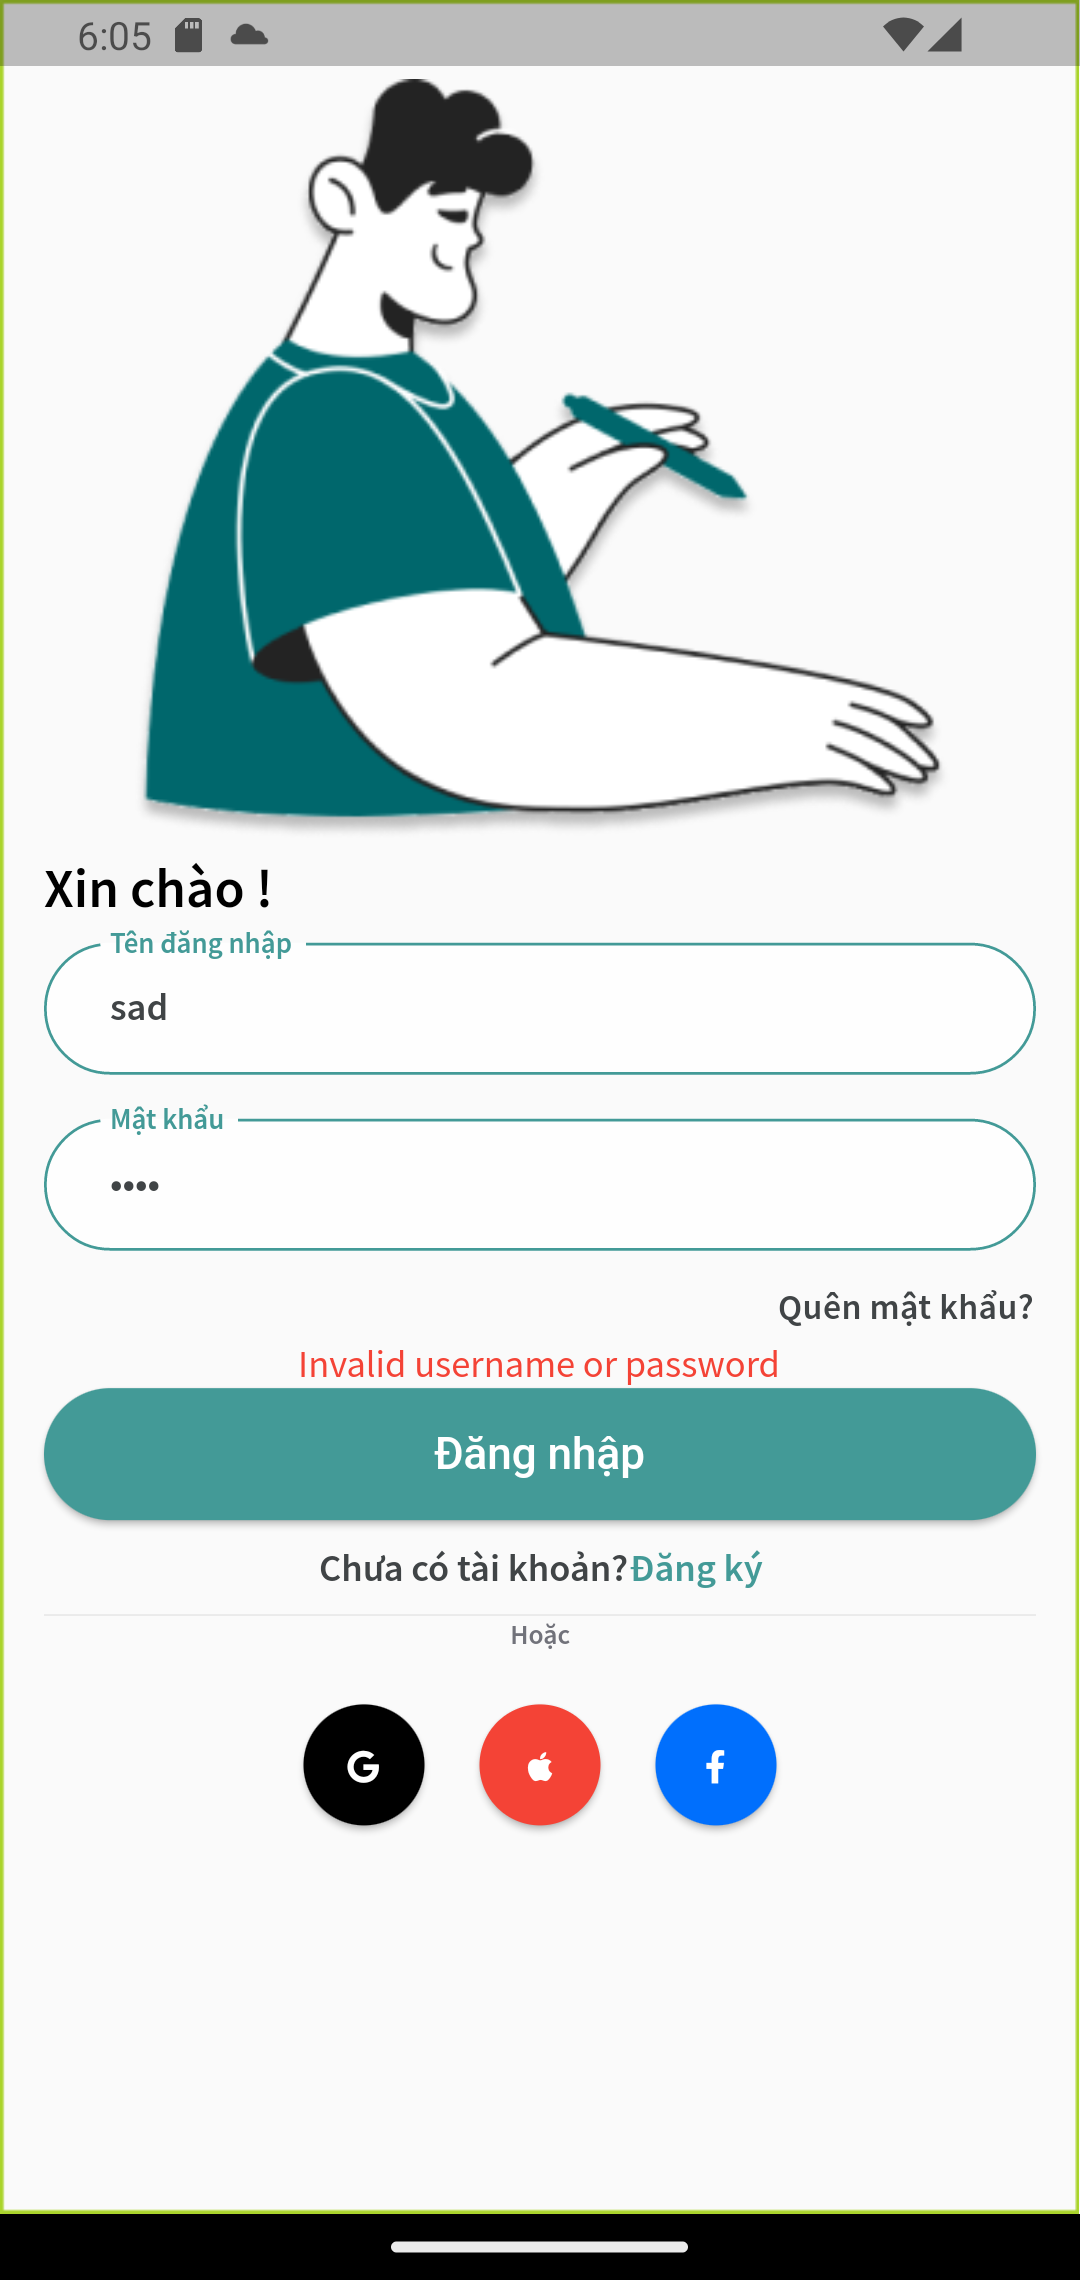 6:05
Xin chào !
Tên đăng nhập
sad
Mật khẩu
••••
Quên mật khẩu?
Invalid username or password
Đăng nhập
Chưa có tài khoản?Đăng ký
Hoặc